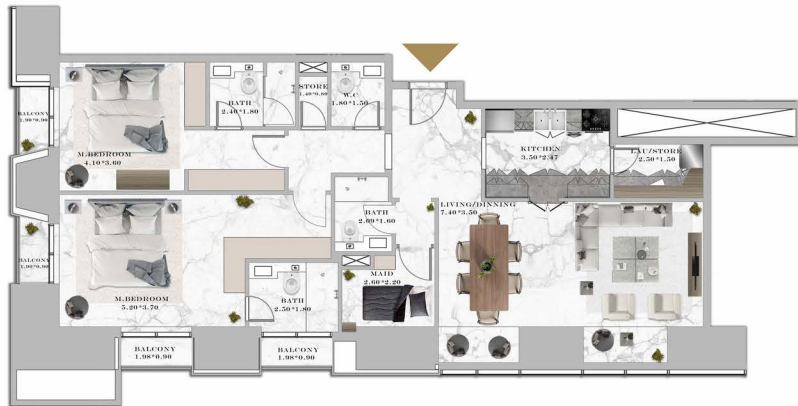 BATH
2.40*1.80
STORE
1.40*0.80
W.C
1.80*1.50
BALCONY
1.90*0.90
M.BEDROOM
4.10*3.60
KITCHEN
3.50*2.47
LAU/STORE
2.50*1.50
BATH
2.00*1.60
LIVING/DINNING
7.40*3.50
BALCONY
1.90*0.90
MAID
2.60*2.20
M.BEDROOM
5.20*3.70
BATH
2.50*1.80
BALCONY
1.98*0.90
BALCONY
1.98*0.90